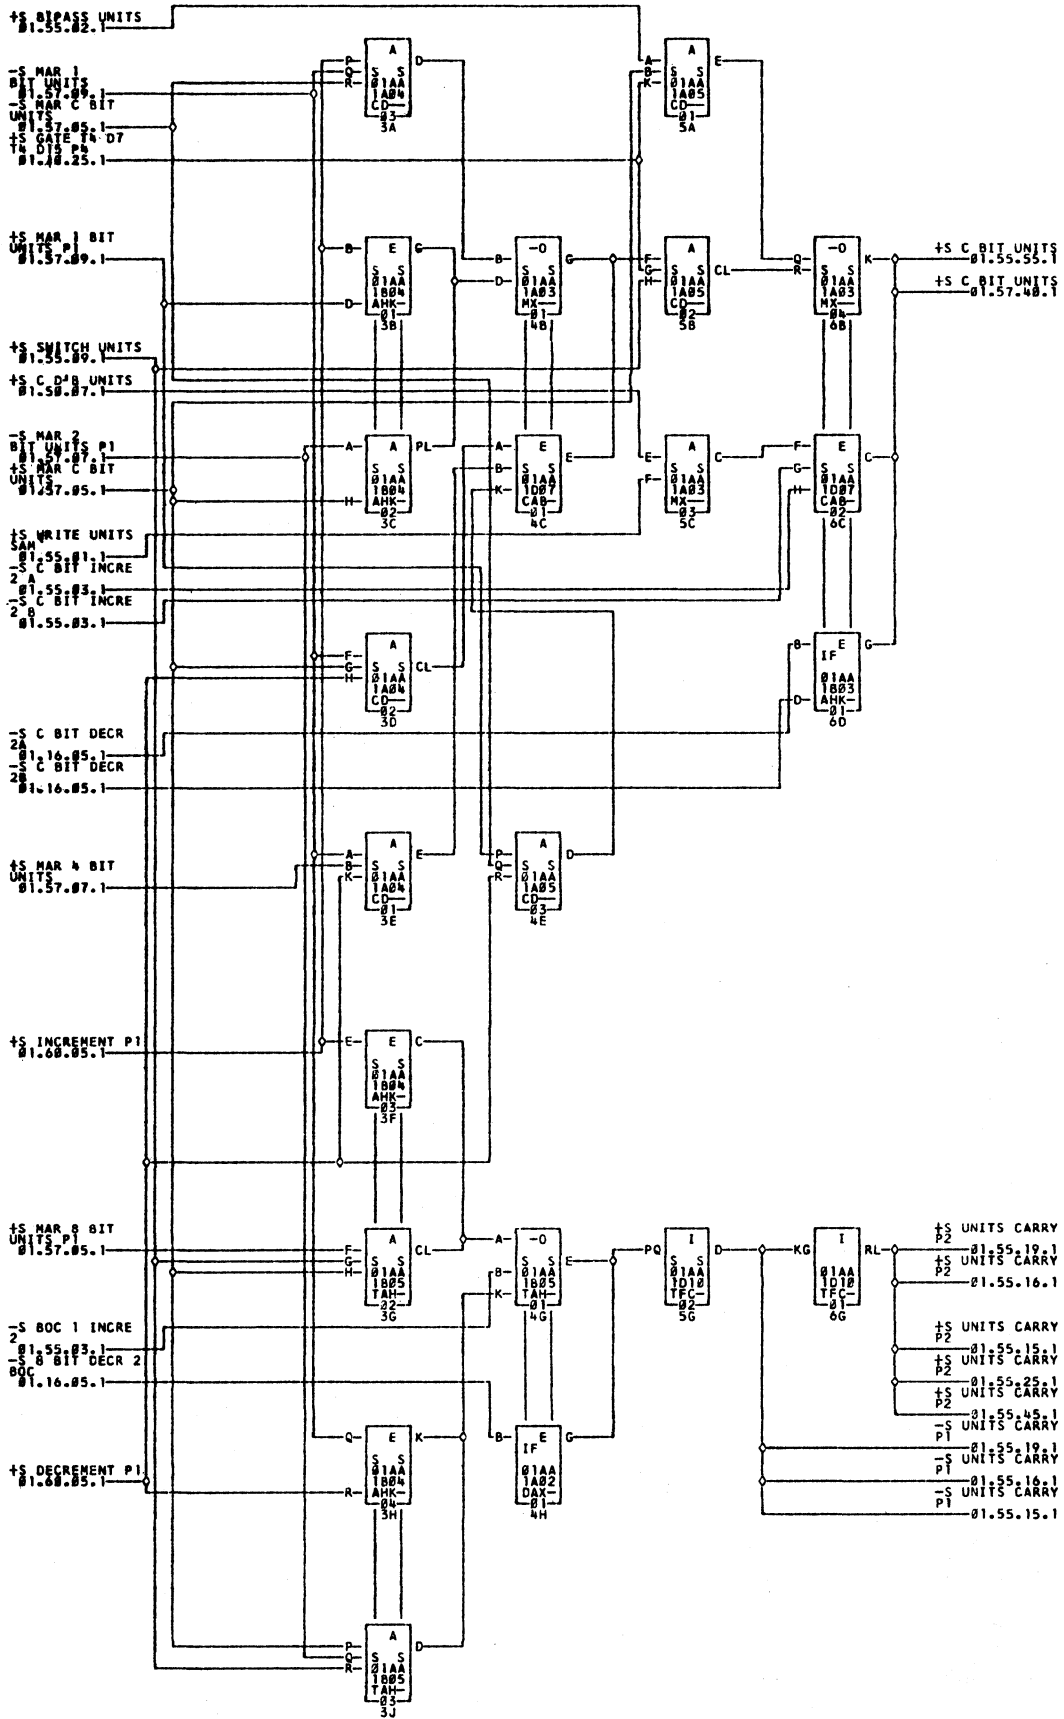 +S BYPASS UNITS
01.55.02.1
-S MAR 1
BIT UNITS
01.57.09.1
-S MAR C BIT
UNITS
01.57.05.1
+S GATE T4 D7
T4 D15 P4
01.10.25.1
+S MAR 1 BIT
UNITS P1
01.57.09.1
+S SWITCH UNITS
01.55.09.1
+S C D'B UNITS
01.50.07.1
-S MAR 2
BIT UNITS P1
01.57.07.1
+S MAR C BIT
UNITS
01.57.05.1
+S WRITE UNITS
SAM
01.55.01.1
-S C BIT INCRE
2 A
01.55.03.1
-S C BIT INCRE
2 B
01.55.03.1
-S C BIT DECR
2A
01.16.05.1
-S C BIT DECR
2B
01.16.05.1
+S MAR 4 BIT
UNITS
01.57.07.1
+S INCREMENT P1
01.60.05.1
+S MAR 8 BIT
UNITS P1
01.57.05.1
-S BOC 1 INCRE
2
01.55.03.1
-S 8 BIT DECR 2
BOC
01.16.05.1
+S DECREMENT P1
01.60.05.1
P Q R
A
S S
01AA
1A04
CD
03
3A
D
B D
E
S S
01AA
1B04
AHK
01
3B
G
A H
A
S S
01AA
1B04
AHK
02
3C
PL
F G H
A
S S
01AA
1A04
CD
02
3D
CL
A B K
A
S S
01AA
1A04
CD
01
3E
E
E
E
S S
01AA
1B04
AHK
03
3F
C
F G H
A
S S
01AA
1B05
TAH
02
3G
CL
Q R
E
S S
01AA
1B04
AHK
04
3H
K
P Q R
A
S S
01AA
1B05
TAH
03
3J
D
B D
-O
S S
01AA
1A03
MX
01
4B
G
A B K
E
S S
01AA
1D07
CAB
01
4C
E
P Q R
A
S S
01AA
1A05
CD
03
4E
D
A B K
-O
S S
01AA
1B05
TAH
01
4G
E
B
E
IF
01AA
1A02
DAX
01
4H
G
A B K
A
S S
01AA
1A05
CD
01
5A
E
F G H
A
S S
01AA
1A05
CD
02
5B
CL
E F
A
S S
01AA
1A03
MX
03
5C
C
PQ
I
S S
01AA
1D10
TFC
02
5G
D
Q R
-O
S S
01AA
1A03
MX
04
6B
K
F G H
E
S S
01AA
1D07
CAB
02
6C
C
B D
E
IF
01AA
1B03
AHK
01
6D
G
KG
I
01AA
1D10
TFC
01
6G
RL
+S C BIT UNITS
01.55.55.1
+S C BIT UNITS
01.57.40.1
+S UNITS CARRY
P2
01.55.19.1
+S UNITS CARRY
P2
01.55.16.1
+S UNITS CARRY
P2
01.55.15.1
+S UNITS CARRY
P2
01.55.25.1
+S UNITS CARRY
P2
01.55.45.1
-S UNITS CARRY
P1
01.55.19.1
-S UNITS CARRY
P1
01.55.16.1
-S UNITS CARRY
P1
01.55.15.1